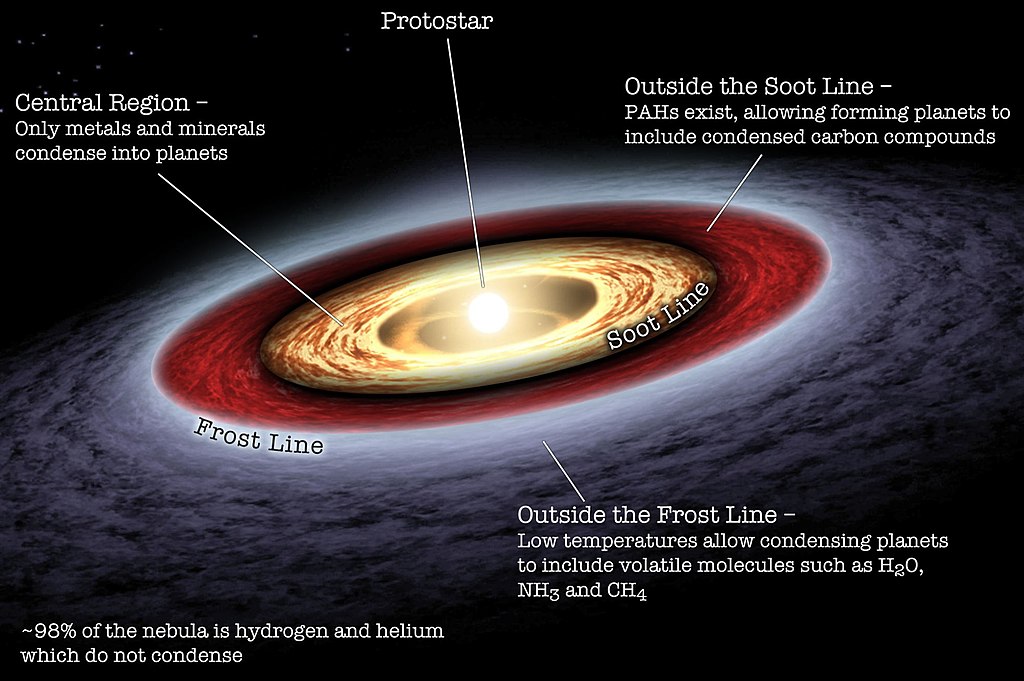 Protostar
Central Region –
Only metals and minerals
condense into planets
Outside the Soot Line –
PAHs exist, allowing forming planets to
include condensed carbon compounds
Soot Line
Frost Line
Outside the Frost Line –
Low temperatures allow condensing planets
to include volatile molecules such as H₂O,
NH₃ and CH₄
~98% of the nebula is hydrogen and helium
which do not condense